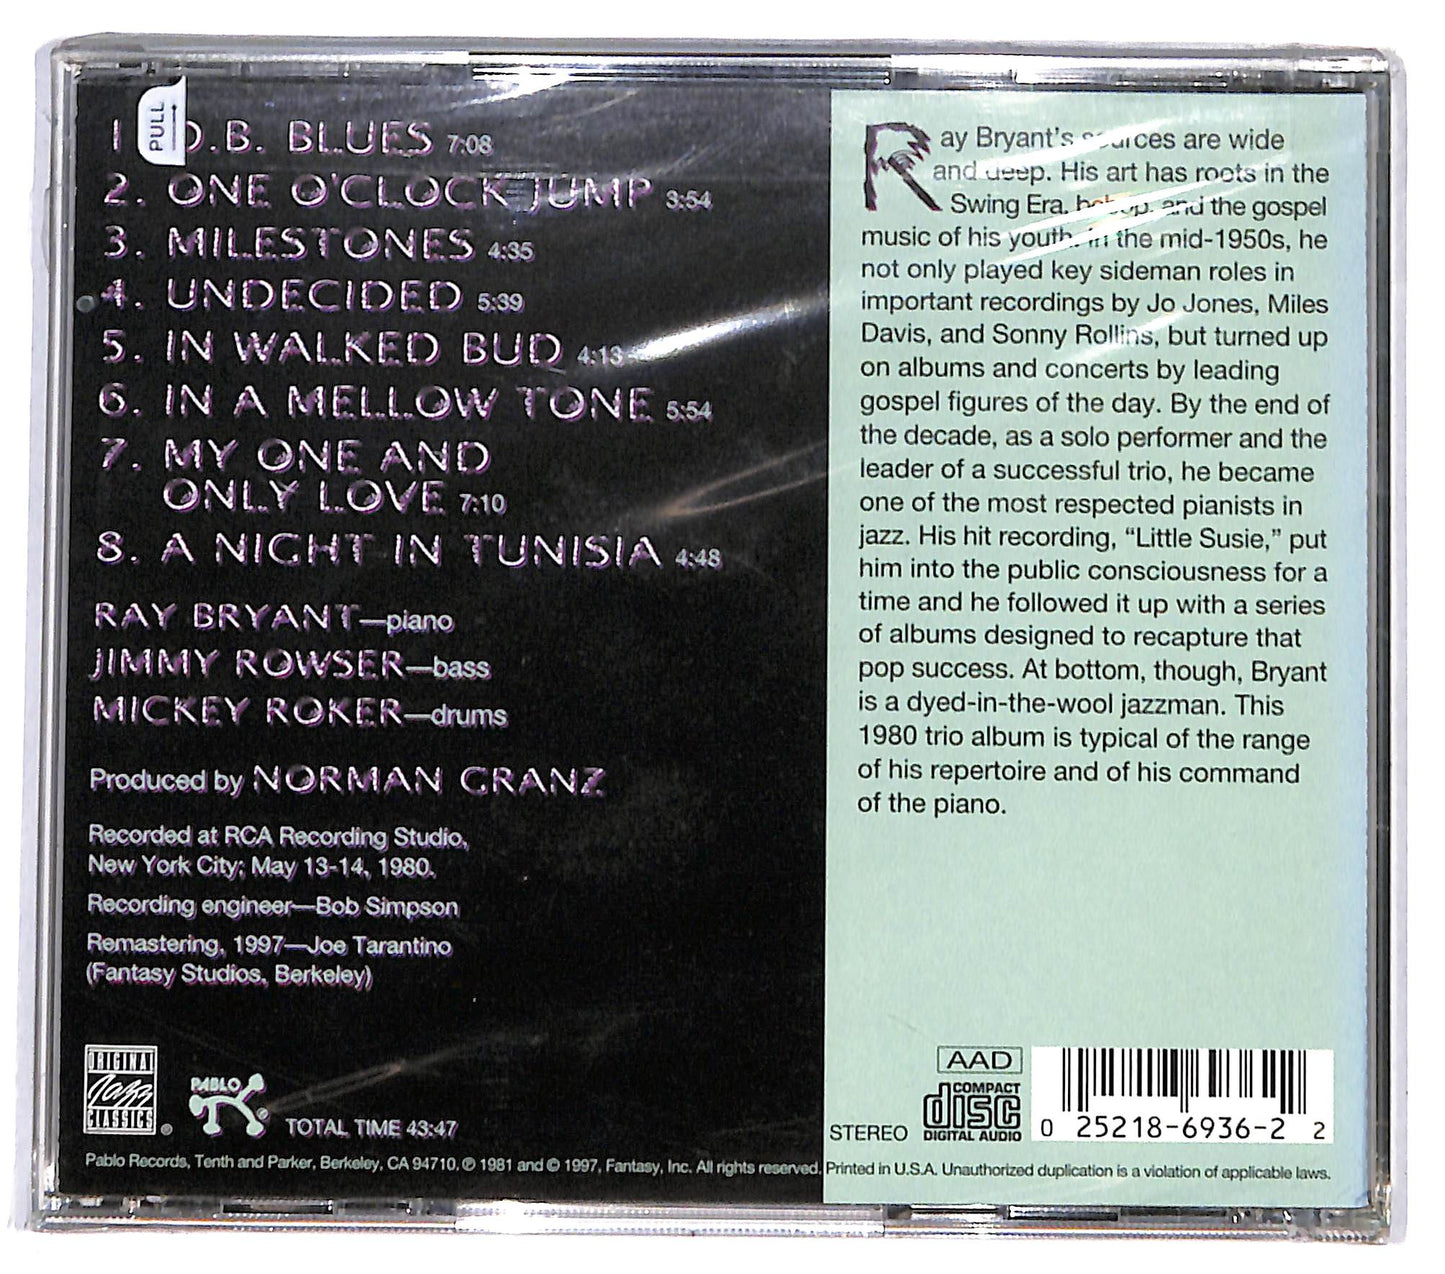 PULL
1 D.B. BLUES 7:08
2. ONE O'CLOCK JUMP 3:54
3. MILESTONES 4:35
4. UNDECIDED 5:39
5. IN WALKED BUD 4:13
6. IN A MELLOW TONE 5:54
7. MY ONE AND
ONLY LOVE 7:10
8. A NIGHT IN TUNISIA 4:48
RAY BRYANT—piano
JIMMY ROWSER—bass
MICKEY ROKER—drums
Produced by NORMAN GRANZ
Recorded at RCA Recording Studio,
New York City; May 13-14, 1980.
Recording engineer—Bob Simpson
Remastering, 1997—Joe Tarantino
(Fantasy Studios, Berkeley)
ORIGINAL
Jazz
CLASSICS
PABLO
TOTAL TIME 43:47
Ray Bryant's sources are wide
and deep. His art has roots in the
Swing Era, bebop, and the gospel
music of his youth. In the mid-1950s, he
not only played key sideman roles in
important recordings by Jo Jones, Miles
Davis, and Sonny Rollins, but turned up
on albums and concerts by leading
gospel figures of the day. By the end of
the decade, as a solo performer and the
leader of a successful trio, he became
one of the most respected pianists in
jazz. His hit recording, “Little Susie,” put
him into the public consciousness for a
time and he followed it up with a series
of albums designed to recapture that
pop success. At bottom, though, Bryant
is a dyed-in-the-wool jazzman. This
1980 trio album is typical of the range
of his repertoire and of his command
of the piano.
AAD
STEREO
COMPACT
disc
DIGITAL AUDIO
0 25218-6936-2 2
Pablo Records, Tenth and Parker, Berkeley, CA 94710. ℗ 1981 and © 1997, Fantasy, Inc. All rights reserved. Printed in U.S.A. Unauthorized duplication is a violation of applicable laws.